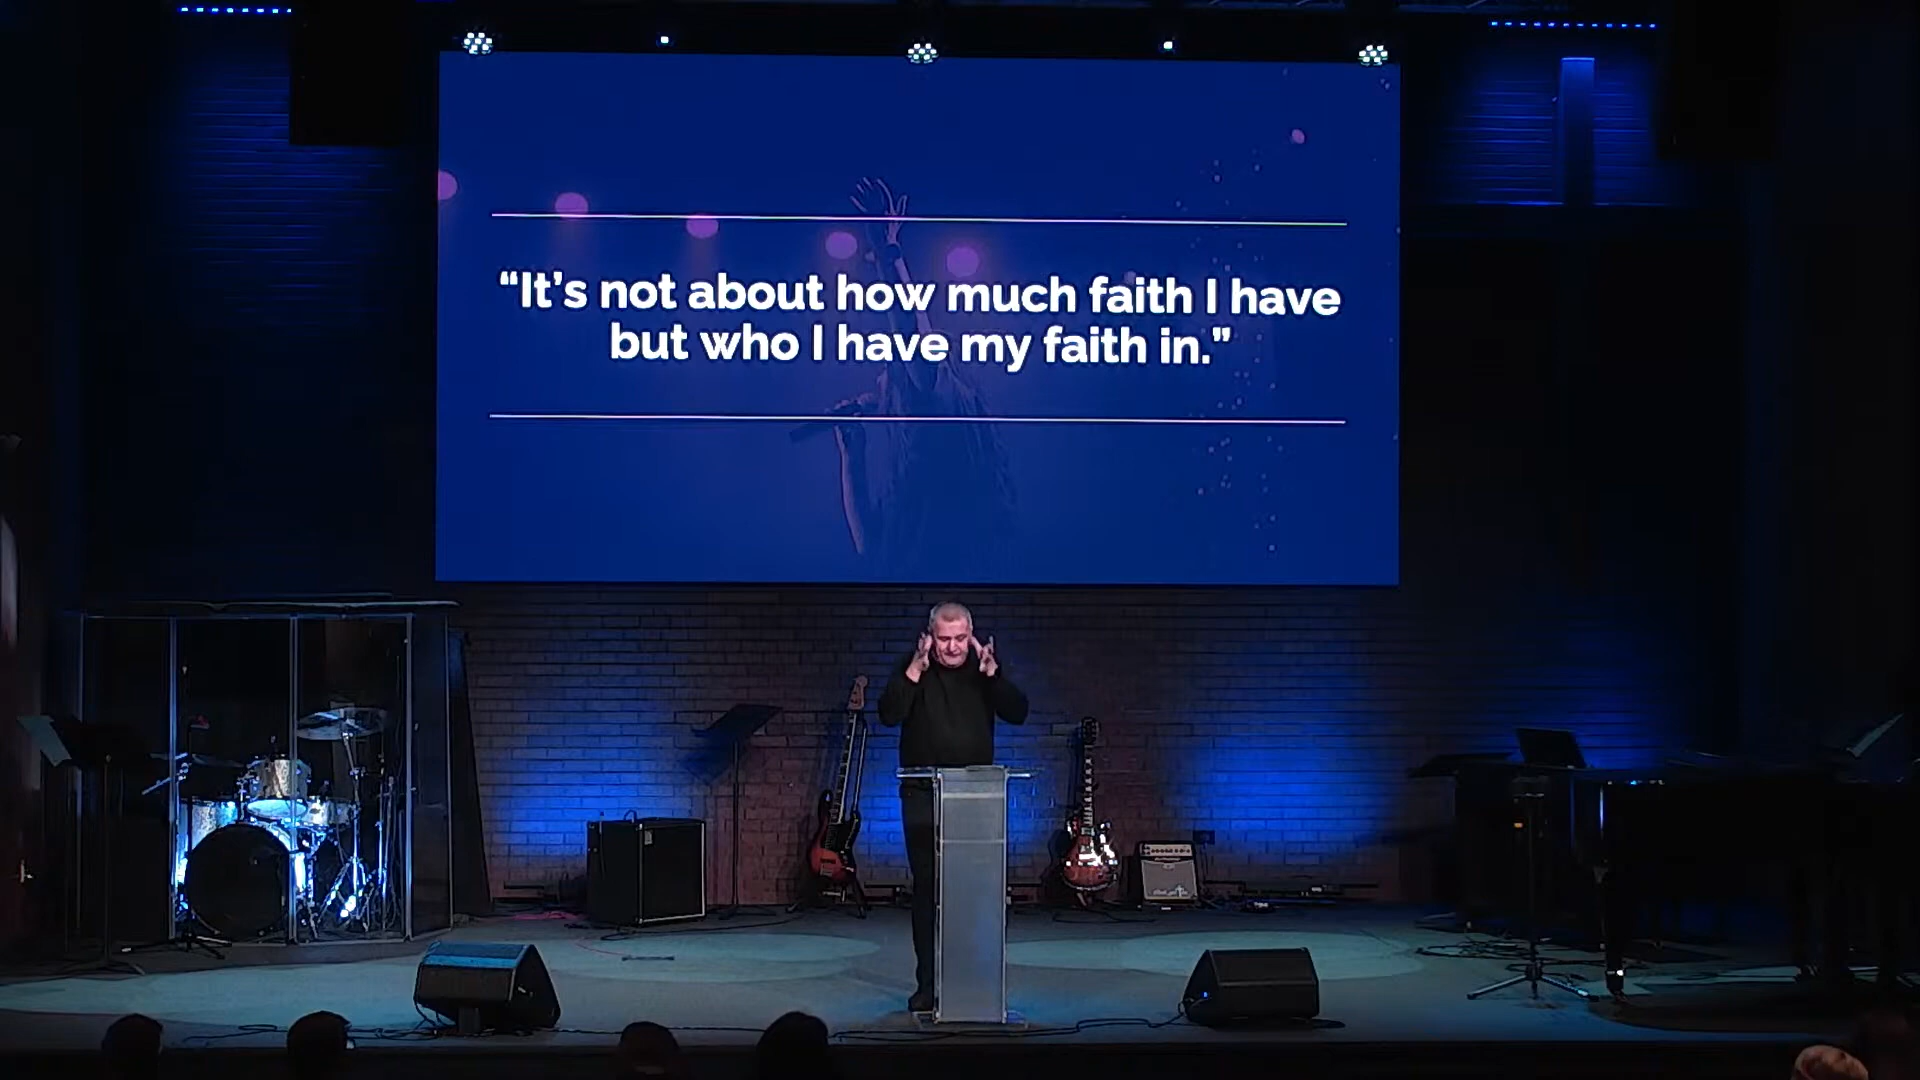 “It’s not about how much faith I have
but who I have my faith in.”